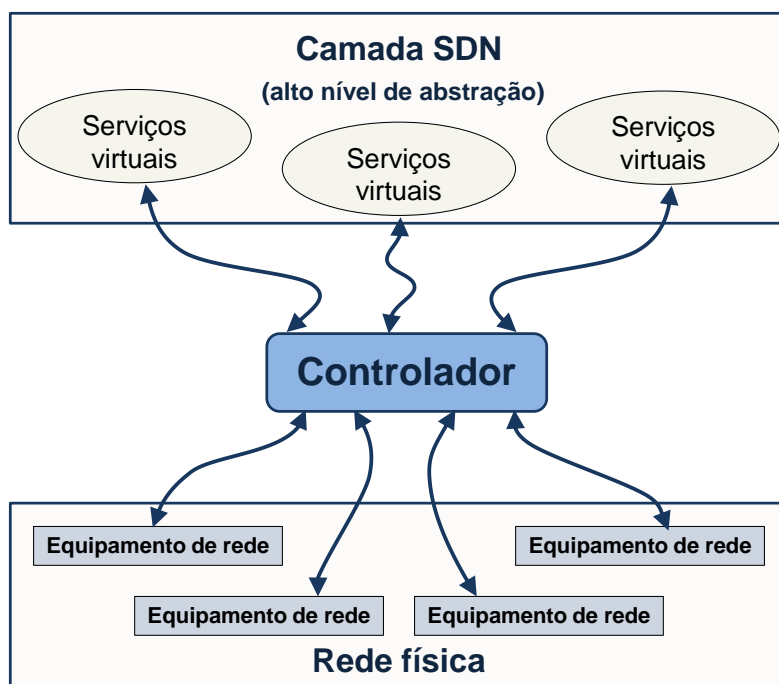 Camada SDN
(alto nível de abstração)
Serviços
virtuais
Serviços
virtuais
Serviços
virtuais
Controlador
Equipamento de rede
Equipamento de rede
Equipamento de rede
Equipamento de rede
Rede física